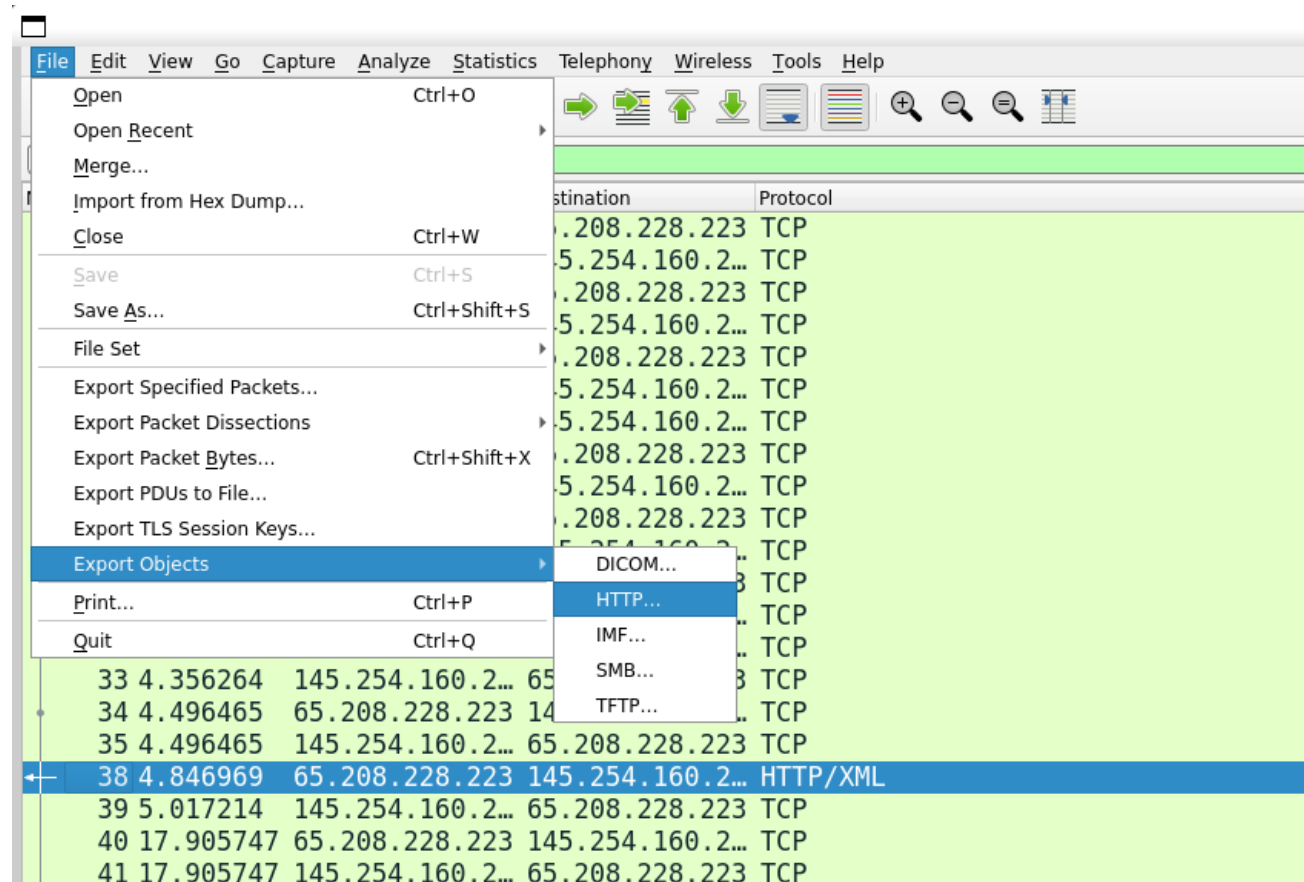 File Edit View Go Capture Analyze Statistics Telephony Wireless Tools Help
Open Ctrl+O
Open Recent
Merge...
Import from Hex Dump...
Close Ctrl+W
Save Ctrl+S
Save As... Ctrl+Shift+S
File Set
Export Specified Packets...
Export Packet Dissections
Export Packet Bytes... Ctrl+Shift+X
Export PDUs to File...
Export TLS Session Keys...
Export Objects
Print... Ctrl+P
Quit Ctrl+Q
DICOM...
HTTP...
IMF...
SMB...
TFTP...
stination Protocol
.208.228.223 TCP
5.254.160.2… TCP
.208.228.223 TCP
5.254.160.2… TCP
.208.228.223 TCP
5.254.160.2… TCP
5.254.160.2… TCP
.208.228.223 TCP
5.254.160.2… TCP
.208.228.223 TCP
TCP
3 TCP
TCP
TCP
33 4.356264 145.254.160.2… 65 3 TCP
34 4.496465 65.208.228.223 14 TCP
35 4.496465 145.254.160.2… 65.208.228.223 TCP
38 4.846969 65.208.228.223 145.254.160.2… HTTP/XML
39 5.017214 145.254.160.2… 65.208.228.223 TCP
40 17.905747 65.208.228.223 145.254.160.2… TCP
41 17.905747 145.254.160.2… 65.208.228.223 TCP